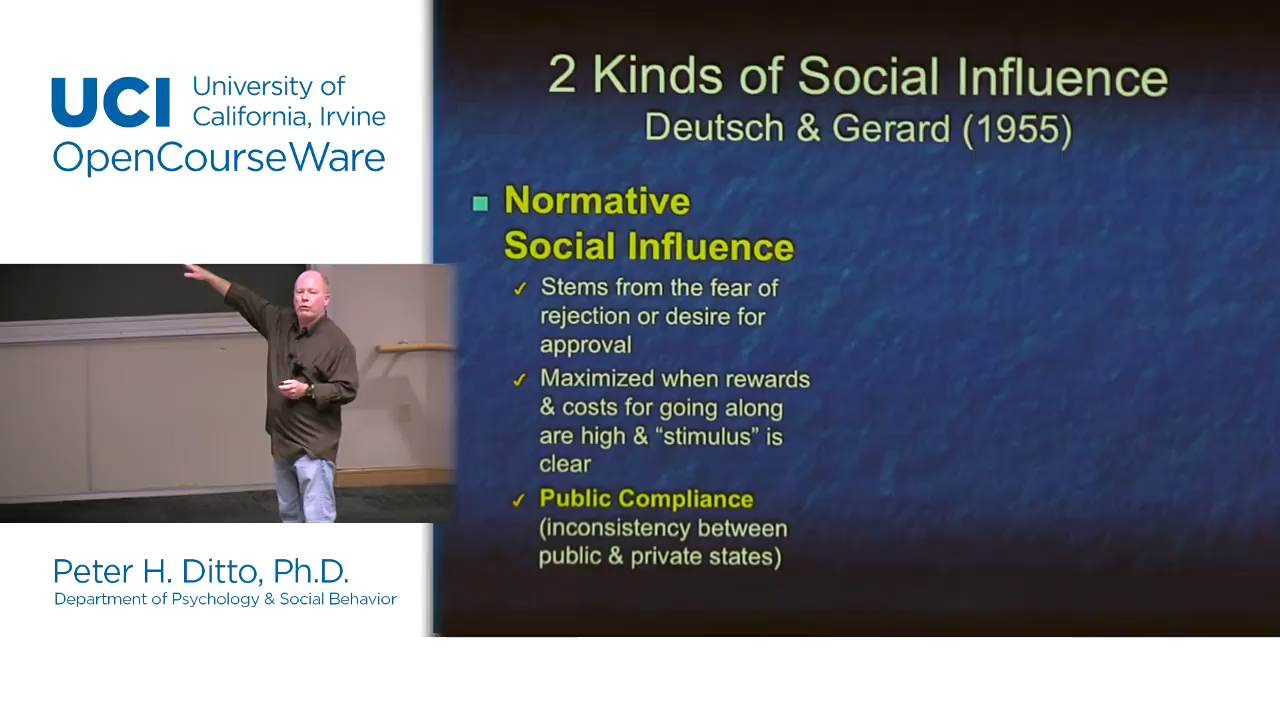 UCI University of
California, Irvine
OpenCourseWare
Peter H. Ditto, Ph.D.
Department of Psychology & Social Behavior
2 Kinds of Social Influence
Deutsch & Gerard (1955)
Normative
Social Influence
Stems from the fear of
rejection or desire for
approval
Maximized when rewards
& costs for going along
are high & “stimulus” is
clear
Public Compliance
(inconsistency between
public & private states)